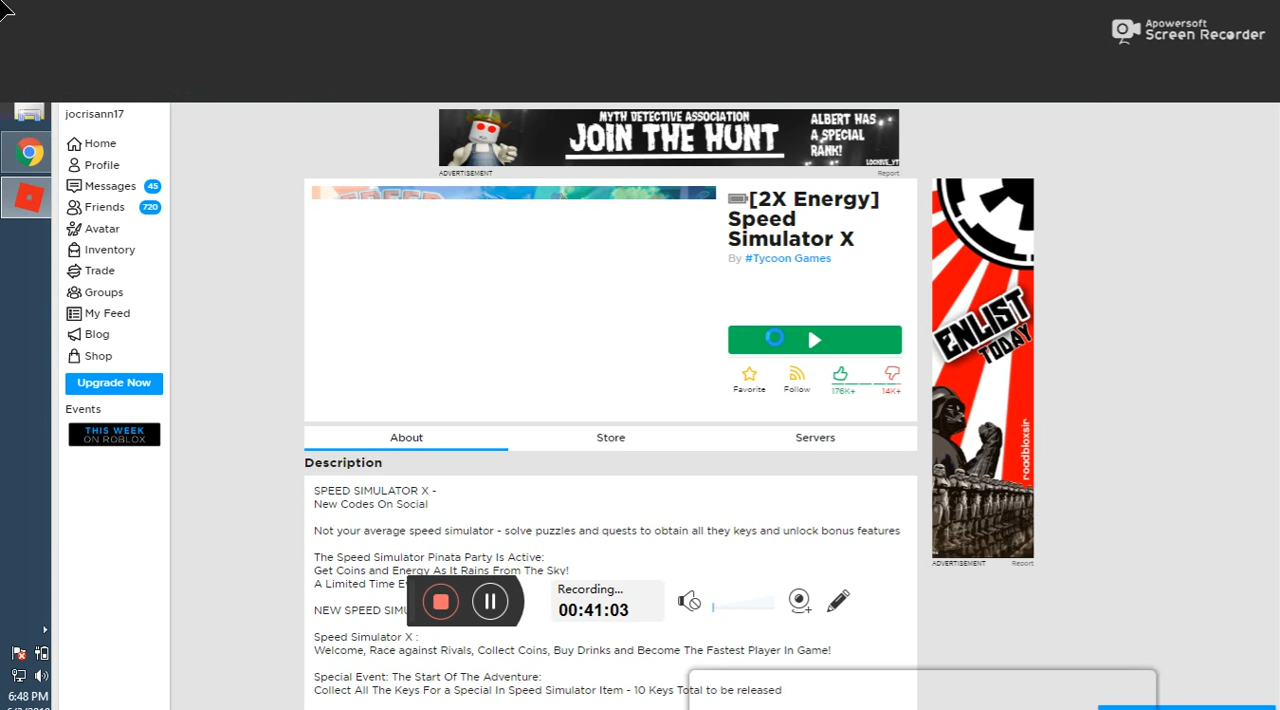 Apowersoft
Screen Recorder
jocrisann17
Home
Profile
Messages 45
Friends 720
Avatar
Inventory
Trade
Groups
My Feed
Blog
Shop
Upgrade Now
Events
THIS WEEK
ON ROBLOX
MYTH DETECTIVE ASSOCIATION
JOIN THE HUNT
ALBERT HAS
A SPECIAL
RANK!
ADVERTISEMENT
Report
[2X Energy]
Speed
Simulator X
By #Tycoon Games
Favorite
Follow
176K+
14K+
About
Store
Servers
Description
SPEED SIMULATOR X -
New Codes On Social
Not your average speed simulator - solve puzzles and quests to obtain all they keys and unlock bonus features
The Speed Simulator Pinata Party Is Active:
Get Coins and Energy As It Rains From The Sky!
A Limited Time
NEW SPEED
Speed Simulator X :
Welcome, Race against Rivals, Collect Coins, Buy Drinks and Become The Fastest Player In Game!
Special Event: The Start Of The Adventure:
Collect All The Keys For a Special In Speed Simulator Item - 10 Keys Total to be released
Recording...
00:41:03
ENLIST
TODAY
roadbloxsir
ADVERTISEMENT
Report
6:48 PM